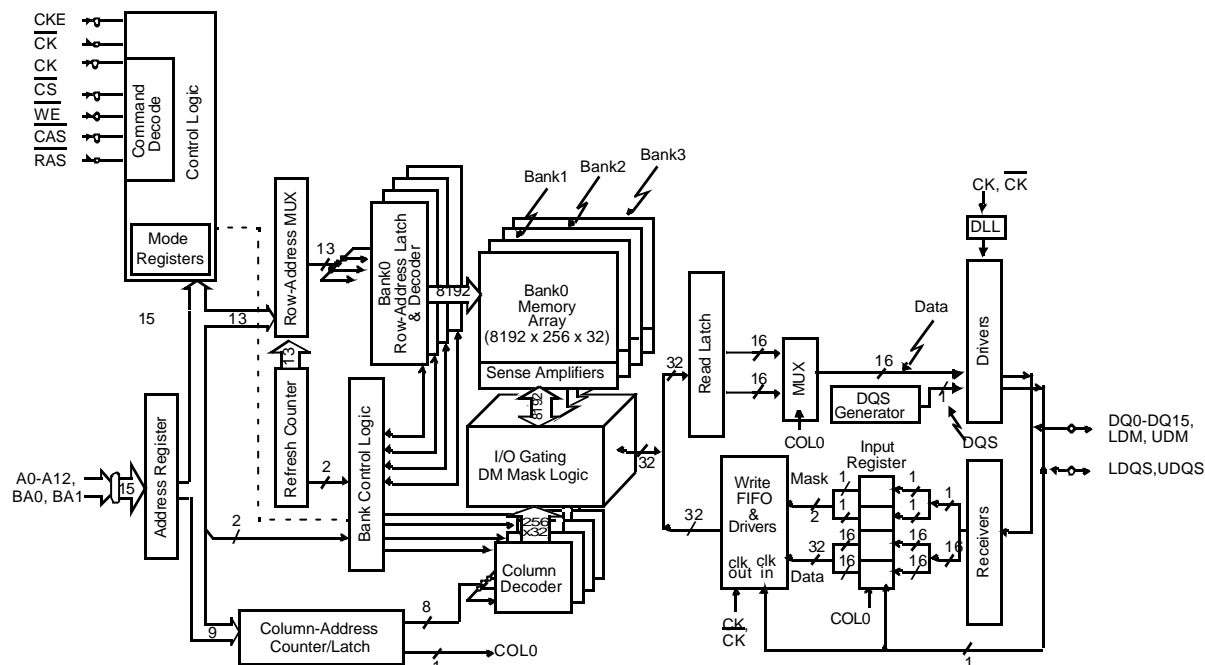 CKE
CK
CK
CS
WE
CAS
RAS
Command
Decode
Control Logic
Mode
Registers
15
13
Row-Address MUX
13
Refresh Counter
13
Bank0
Row-Address Latch
& Decoder
8192
Bank1
Bank2
Bank3
Bank0
Memory
Array
(8192 x 256 x 32)
Sense Amplifiers
8192
I/O Gating
DM Mask Logic
Bank Control Logic
2
2
A0-A12,
BA0, BA1
15
Address Register
9
Column-Address
Counter/Latch
8
1
COL0
256
x32
Column
Decoder
32
32
32
Read Latch
16
16
MUX
COL0
16
Data
DQS
Generator
1
DQS
CK, CK
DLL
Drivers
DQ0-DQ15,
LDM, UDM
LDQS,UDQS
Input
Register
Write
FIFO
&
Drivers
clk
out
clk
in
Mask
2
32
Data
1
1
16
16
1
1
16
16
1
16
Receivers
COL0
CK,
CK
1